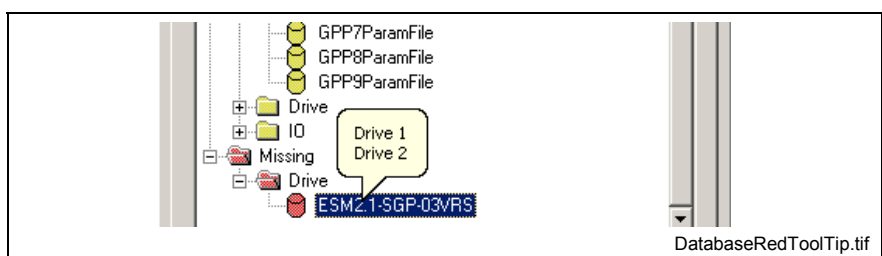 GPP7ParamFile
GPP8ParamFile
GPP9ParamFile
Drive
IO
Drive 1
Drive 2
Missing
Drive
ESM2.1-SGP-03VRS
DatabaseRedToolTip.tif